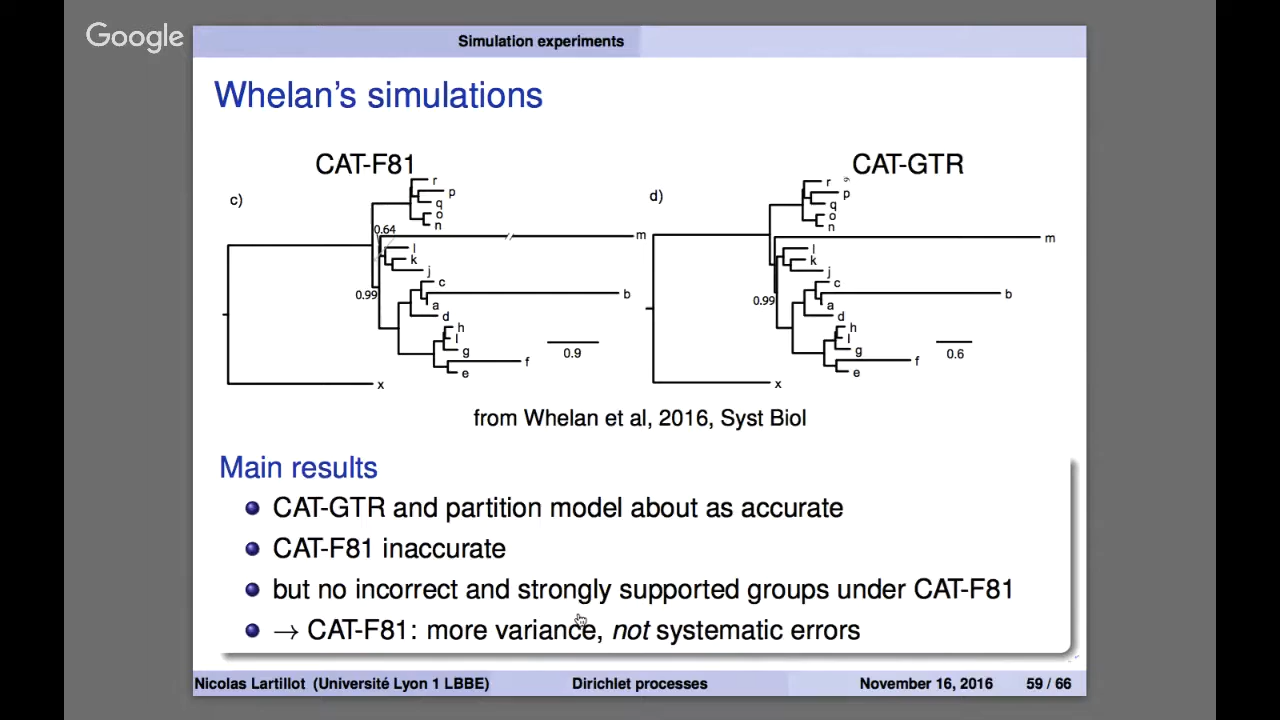 Google
Simulation experiments
Whelan's simulations
CAT-F81
CAT-GTR
c)
r
p
q
o
n
0.64
m
l
k
j
0.99
c
b
a
d
h
l
g
f
e
0.9
x
d)
r
p
q
o
n
m
l
k
j
0.99
c
b
a
d
h
l
g
f
e
0.6
x
from Whelan et al, 2016, Syst Biol
Main results
CAT-GTR and partition model about as accurate
CAT-F81 inaccurate
but no incorrect and strongly supported groups under CAT-F81
→ CAT-F81: more variance, not systematic errors
Nicolas Lartillot (Université Lyon 1 LBBE) Dirichlet processes November 16, 2016 59 / 66